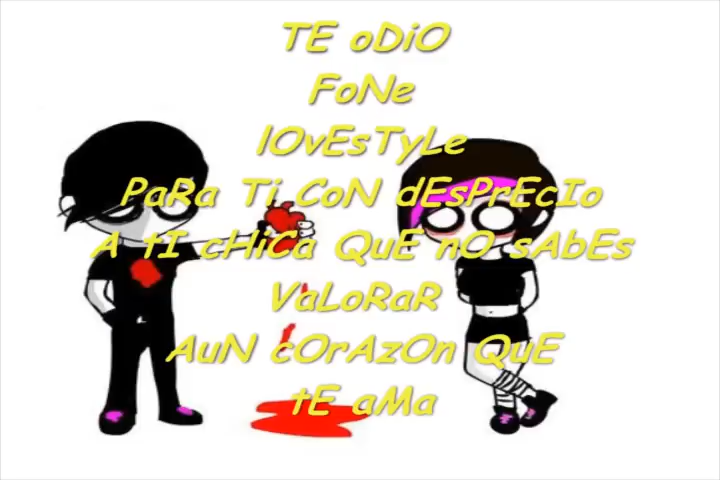 TE oDiO
FoNe
lOvEsTyLe
PaRa Ti CoN dEsPrEcIo
A tI cHiCa QuE nO sAbEs
VaLoRaR
AuN cOrAzOn QuE
tE aMa